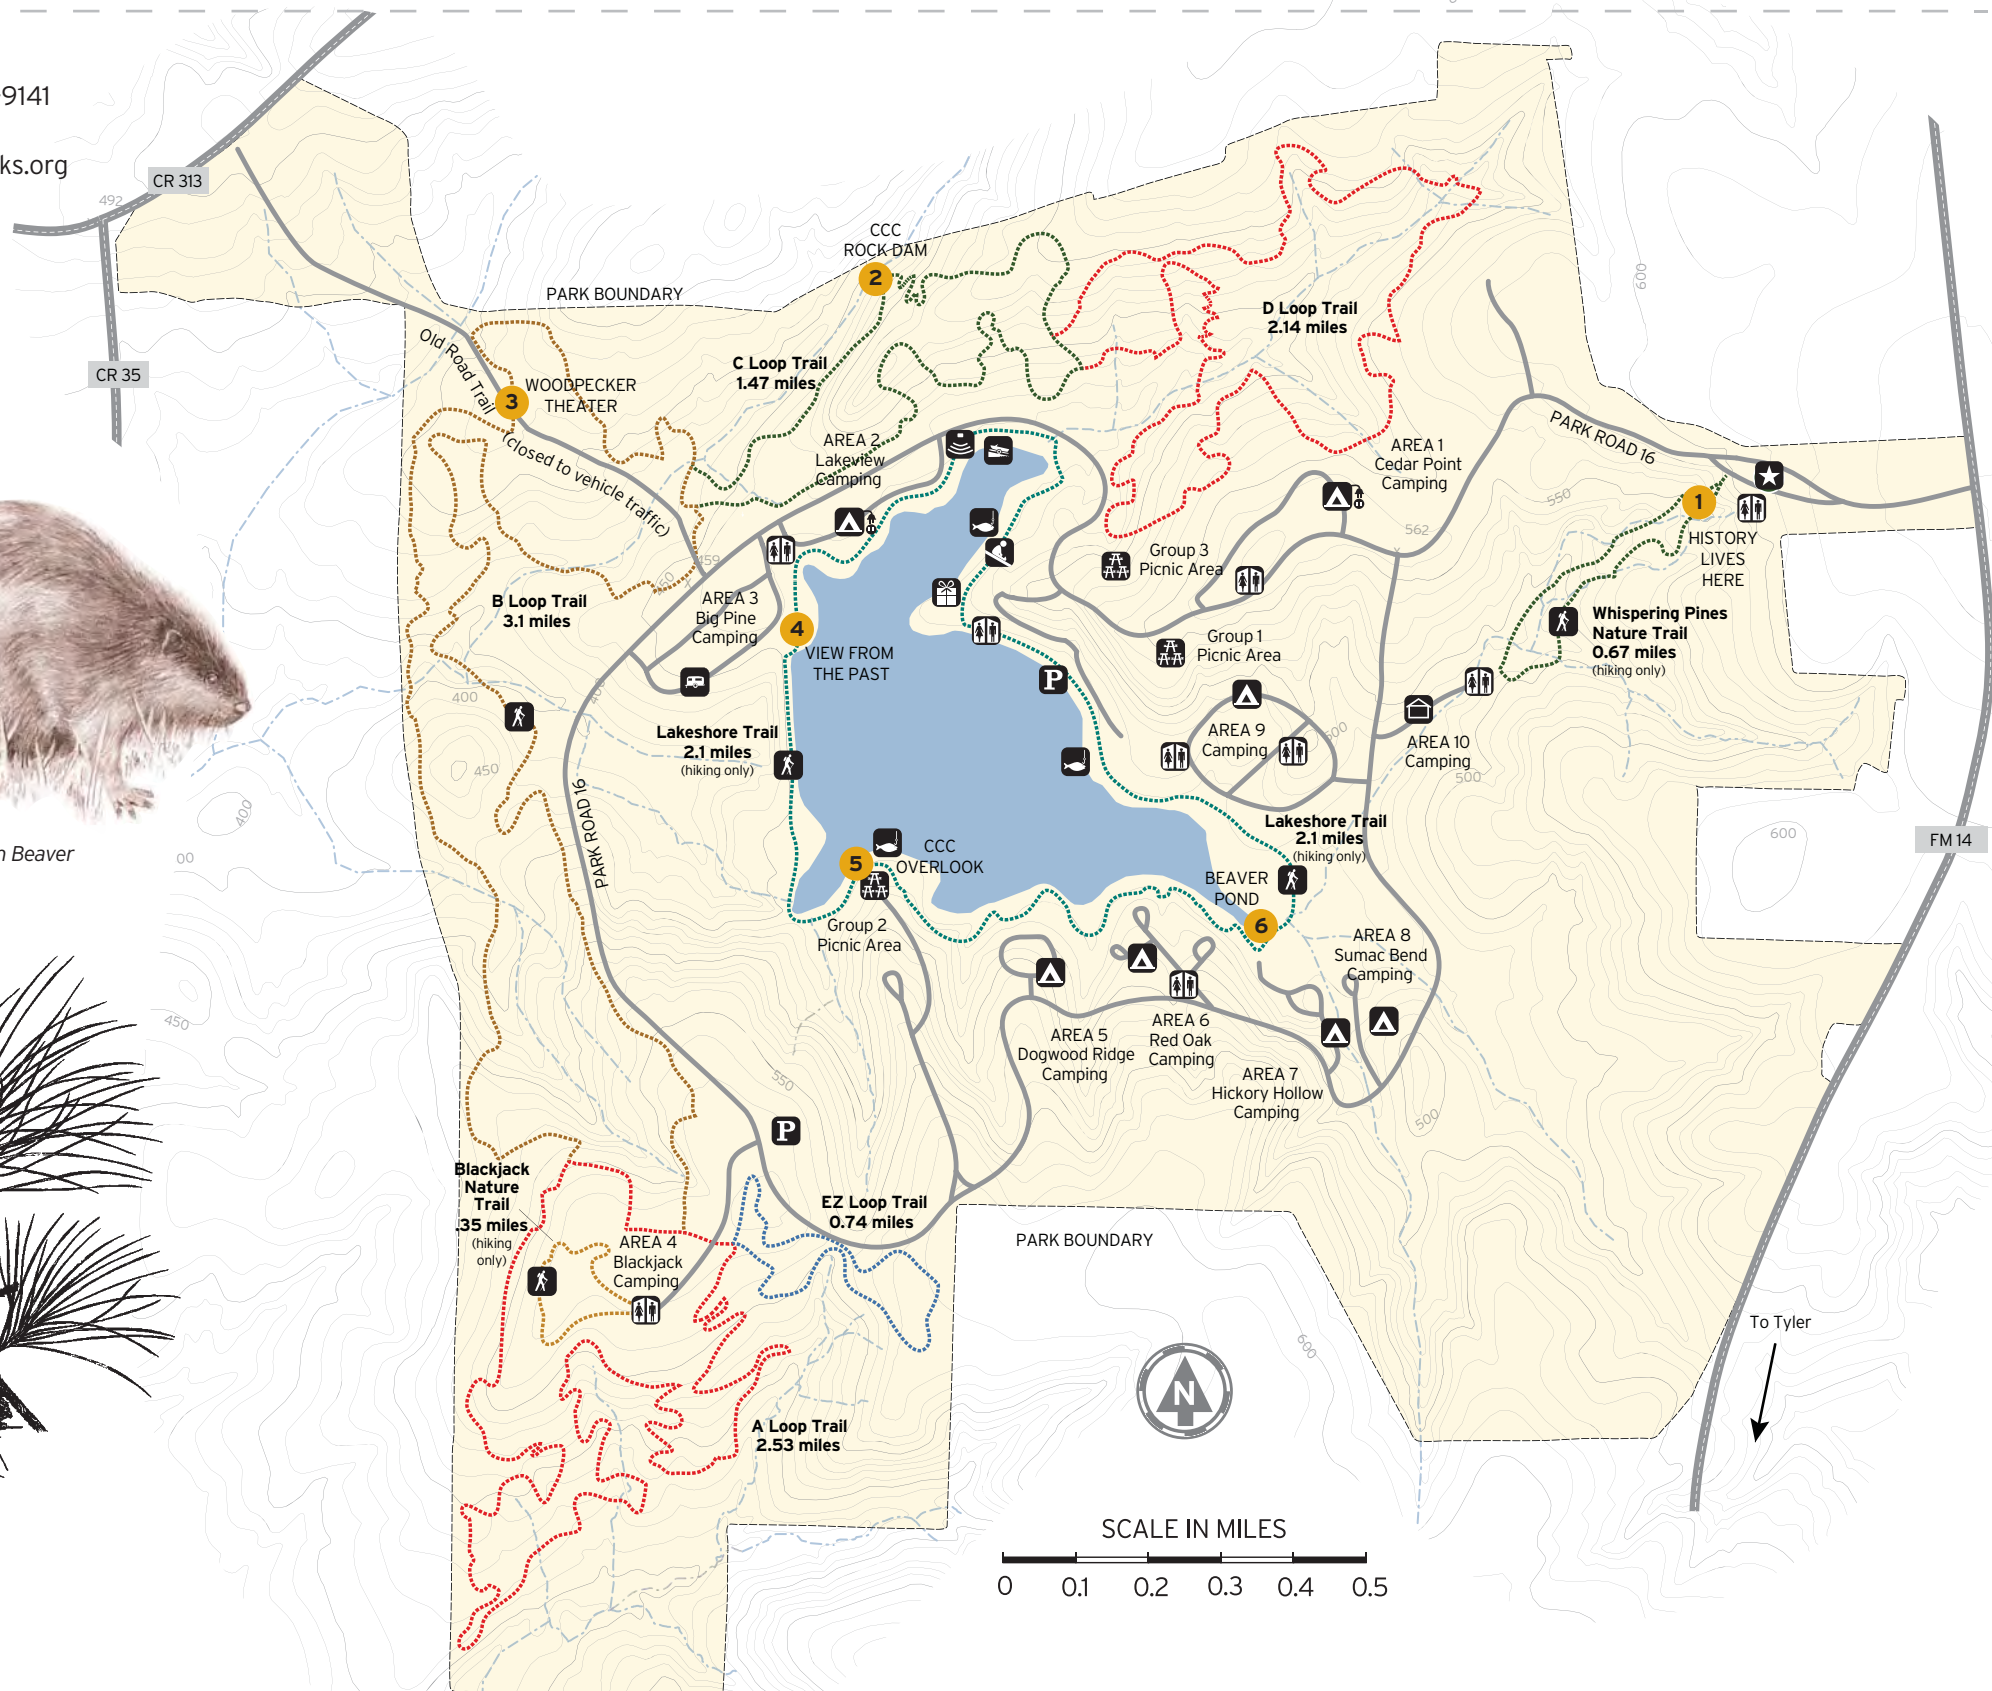 9141
ks.org
CR 313
492
CCC
ROCK DAM
2
PARK BOUNDARY
600
Old Road Trail
(closed to vehicle traffic)
CR 35
3
WOODPECKER
THEATER
C Loop Trail
1.47 miles
D Loop Trail
2.14 miles
AREA 2
Lakeview
Camping
AREA 1
Cedar Point
Camping
PARK ROAD 16
550
1
HISTORY
LIVES
HERE
562
459
450
B Loop Trail
3.1 miles
AREA 3
Big Pine
Camping
4
VIEW FROM
THE PAST
Group 3
Picnic Area
Group 1
Picnic Area
Whispering Pines
Nature Trail
0.67 miles
(hiking only)
400
400
450
Lakeshore Trail
2.1 miles
(hiking only)
P
AREA 9
Camping
500
AREA 10
Camping
500
PARK ROAD 16
400
00
n Beaver
5
CCC
OVERLOOK
Group 2
Picnic Area
Lakeshore Trail
2.1 miles
(hiking only)
BEAVER
POND
6
600
FM 14
AREA 8
Sumac Bend
Camping
450
AREA 5
Dogwood Ridge
Camping
AREA 6
Red Oak
Camping
AREA 7
Hickory Hollow
Camping
550
500
P
Blackjack
Nature
Trail
.35 miles
(hiking
only)
AREA 4
Blackjack
Camping
EZ Loop Trail
0.74 miles
PARK BOUNDARY
600
To Tyler
N
A Loop Trail
2.53 miles
SCALE IN MILES
0 0.1 0.2 0.3 0.4 0.5